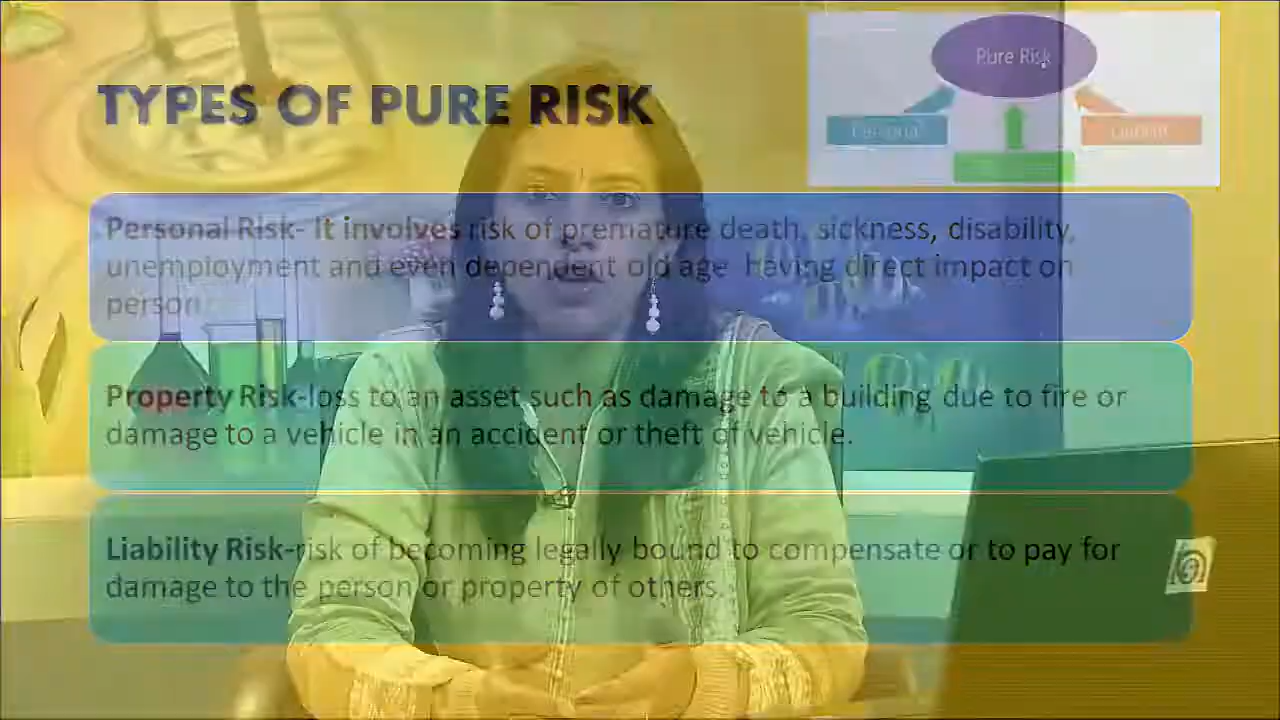 TYPES OF PURE RISK
Pure Risk
Personal
Liability
Personal Risk- It involves risk of premature death, sickness, disability,
unemployment and even dependent old age having direct impact on
person.
Property Risk-loss to an asset such as damage to a building due to fire or
damage to a vehicle in an accident or theft of vehicle.
Liability Risk-risk of becoming legally bound to compensate or to pay for
damage to the person or property of others.